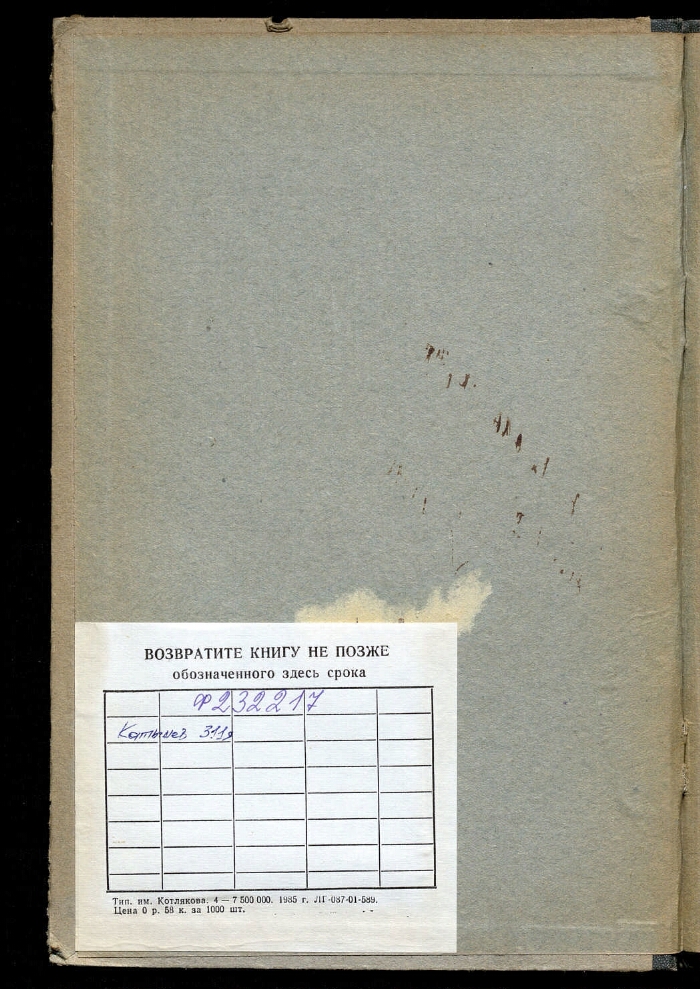 ВОЗВРАТИТЕ КНИГУ НЕ ПОЗЖЕ
обозначенного здесь срока
Ф232217
Тип. им. Котлякова. 4 — 7 500 000. 1985 г. ЛГ-087-01-589.
Цена 0 р. 58 к. за 1000 шт.